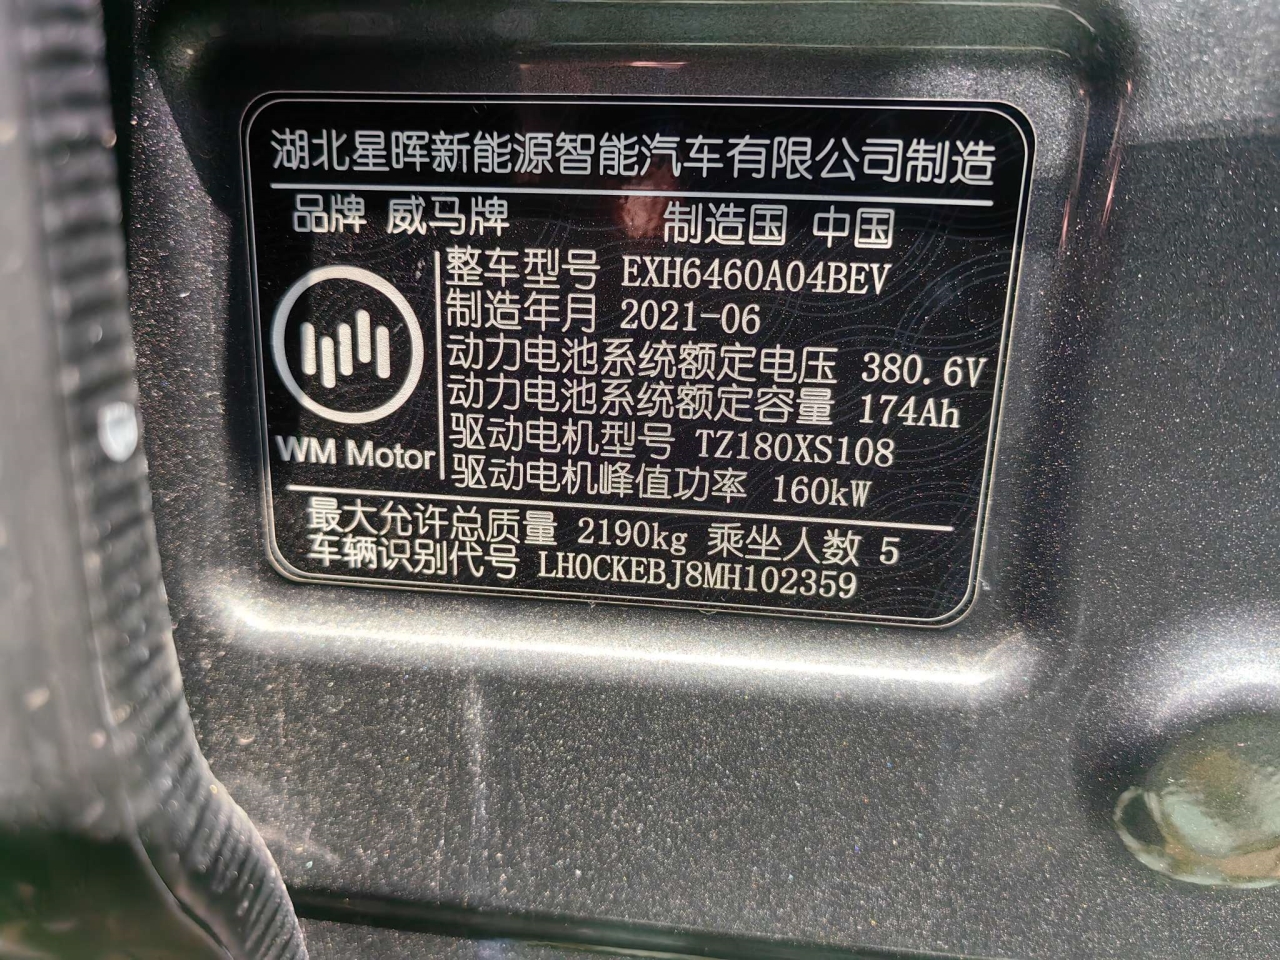 湖北星晖新能源智能汽车有限公司制造
品牌 威马牌 制造国 中国
整车型号 EXH6460A04BEV
制造年月 2021-06
动力电池系统额定电压 380.6V
动力电池系统额定容量 174Ah
驱动电机型号 TZ180XS108
WM Motor
驱动电机峰值功率 160kW
最大允许总质量 2190kg 乘坐人数 5
车辆识别代号 LH0CKEBJ8MH102359